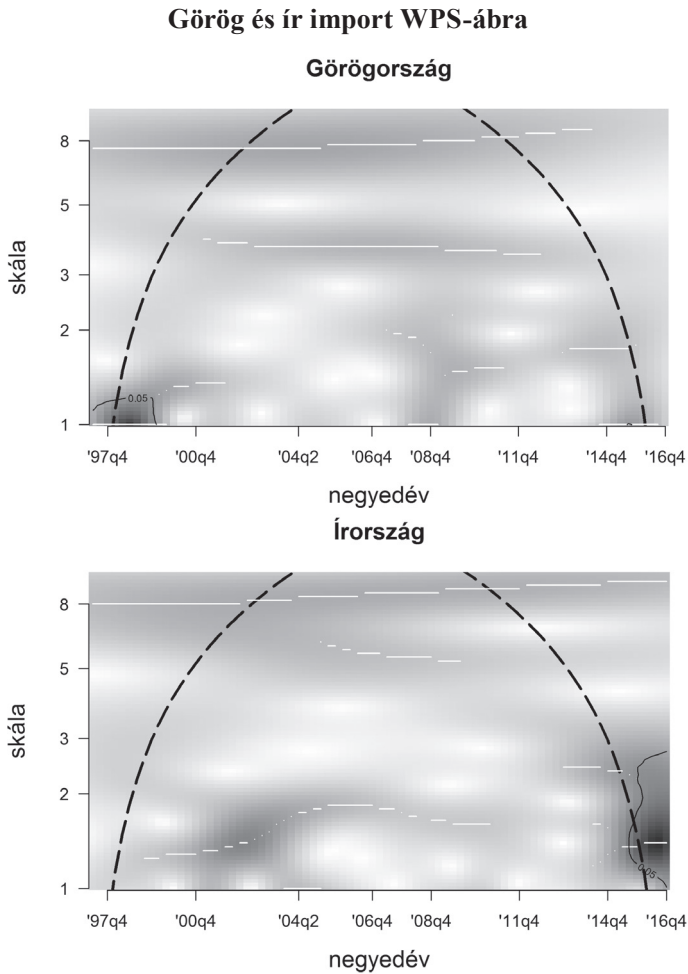 Görög és ír import WPS-ábra
Görögország
skála
8
5
3
2
1
0.05
'97q4 '00q4 '04q2 '06q4 '08q4 '11q4 '14q4 '16q4
negyedév
Írország
skála
8
5
3
2
1
0.05
'97q4 '00q4 '04q2 '06q4 '08q4 '11q4 '14q4 '16q4
negyedév